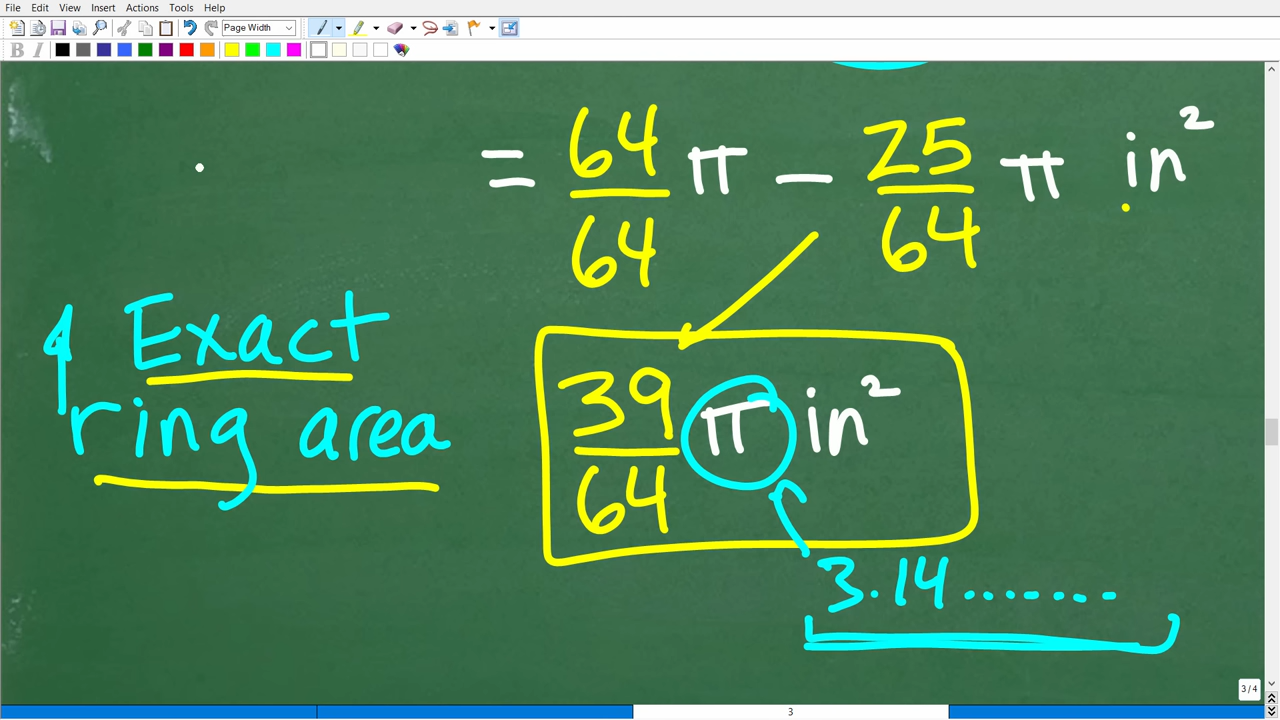 File Edit View Insert Actions Tools Help
Page Width
B I
= 64/64 π − 25/64 π in²
Exact
ring area
39/64 π in²
3.14........
3/4
3